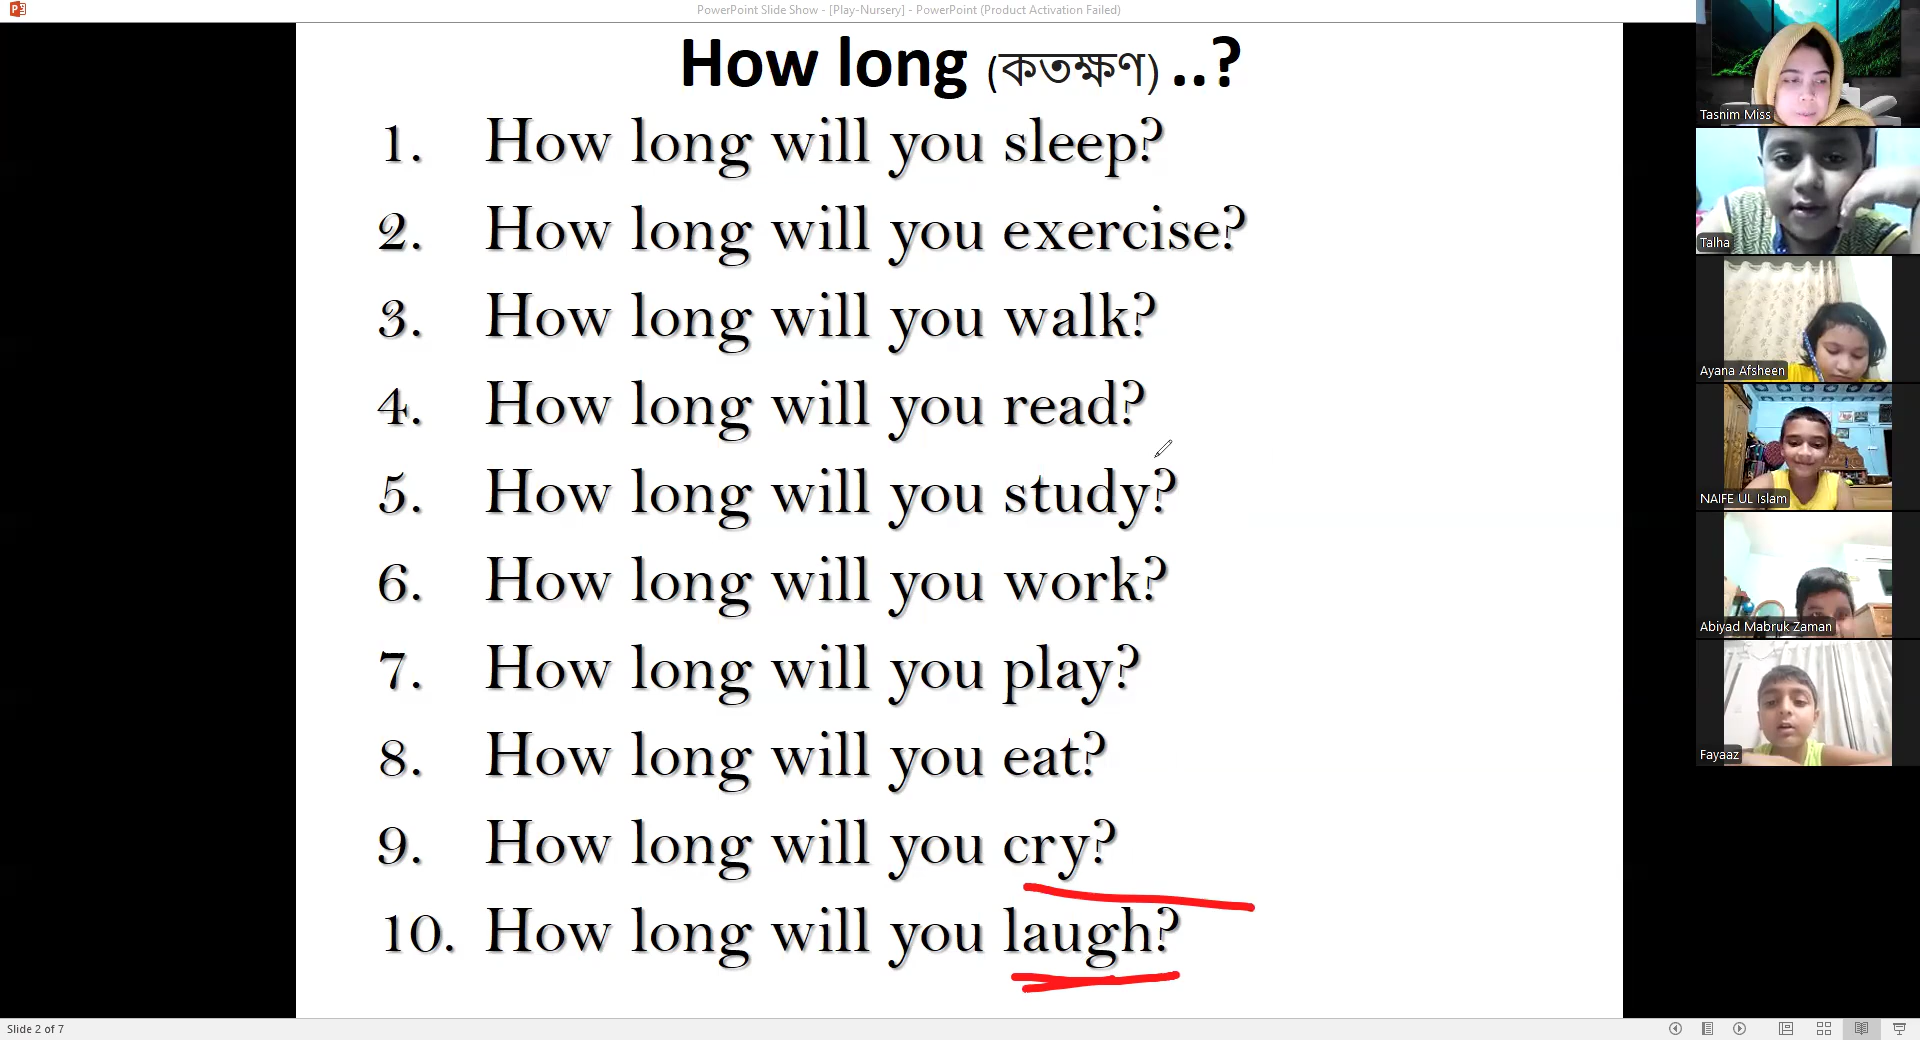 PowerPoint Slide Show - [Play-Nursery] - PowerPoint (Product Activation Failed)
How long (কতক্ষণ) ..?
1. How long will you sleep?
2. How long will you exercise?
3. How long will you walk?
4. How long will you read?
5. How long will you study?
6. How long will you work?
7. How long will you play?
8. How long will you eat?
9. How long will you cry?
10. How long will you laugh?
Tasnim Miss
Talha
Ayana Afsheen
NAIFE UL Islam
Abiyad Mabruk Zaman
Fayaaz
Slide 2 of 7